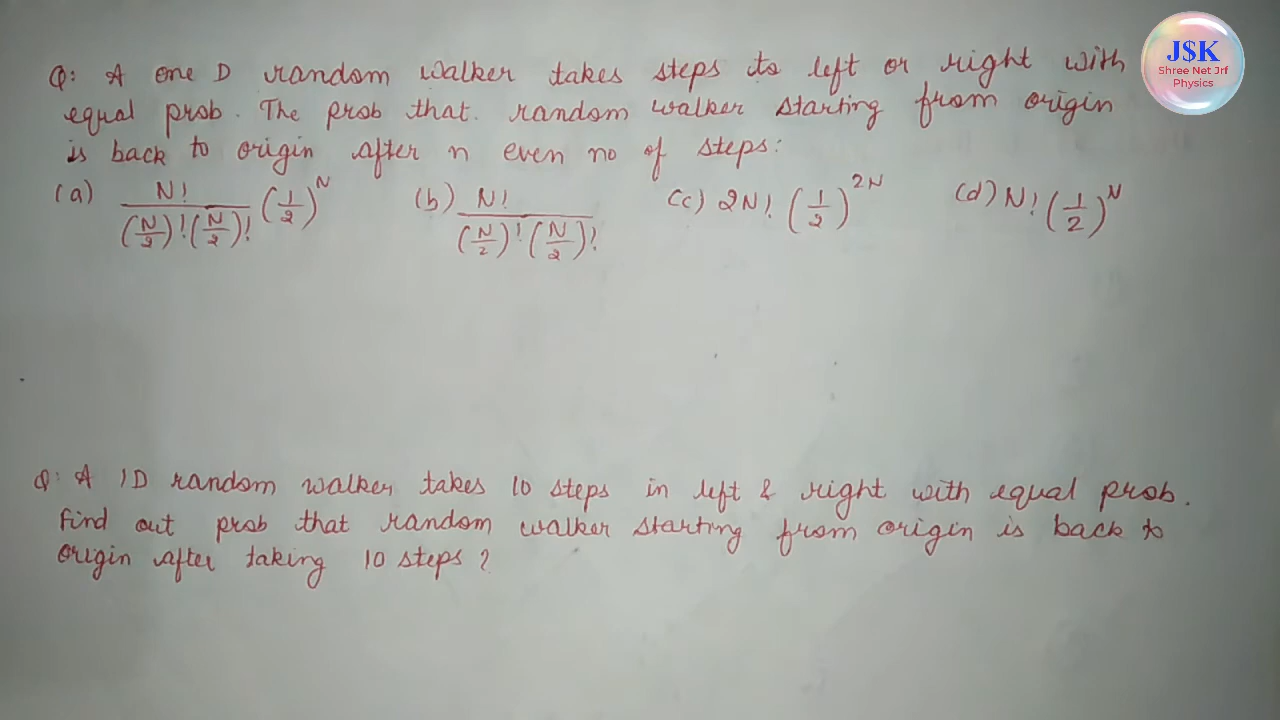 J$K
Shree Net Jrf
Physics
Q: A one D random walker takes steps its left or right with
equal prob. The prob that random walker starting from origin
is back to origin after n even no of steps:
(a) N! / (N/2)! (N/2)! (1/2)^N (b) N! / (N/2)! (N/2)! (c) 2N! (1/2)^2N (d) N! (1/2)^N
Q: A 1D random walker takes 10 steps in left & right with equal prob.
Find out prob that random walker starting from origin is back to
origin after taking 10 steps?